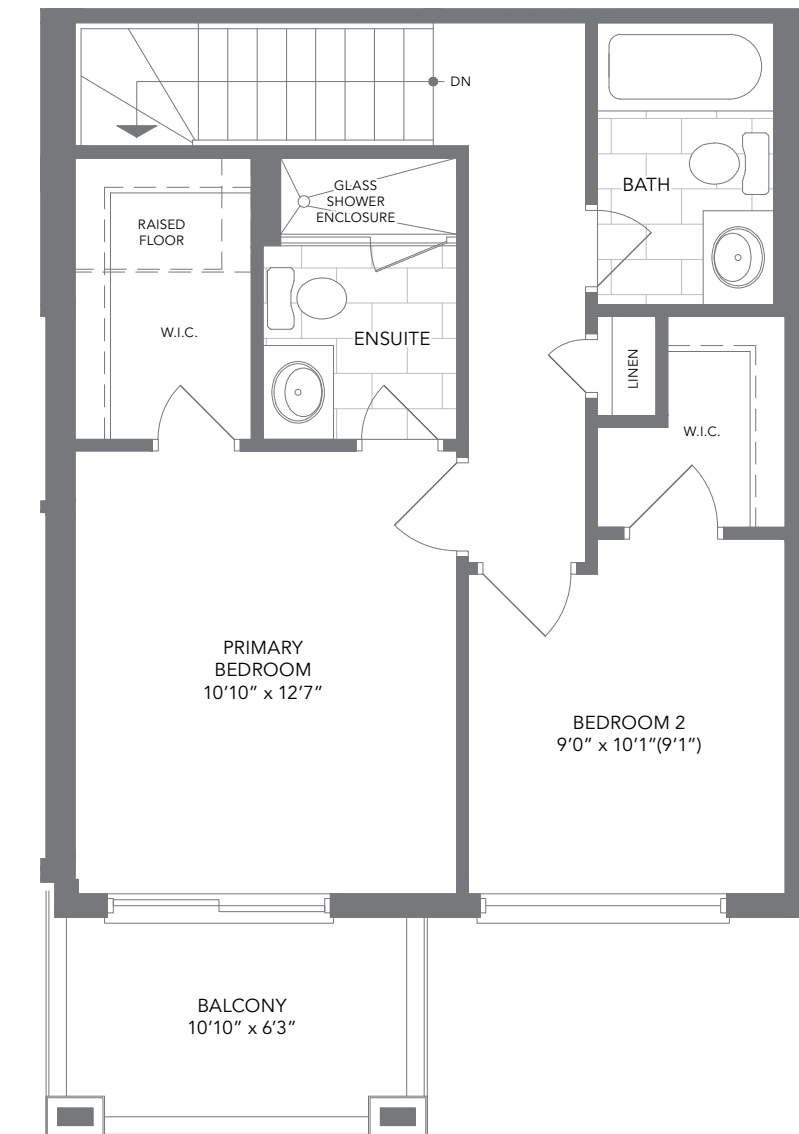 DN
GLASS
SHOWER
ENCLOSURE
BATH
RAISED
FLOOR
W.I.C.
ENSUITE
LINEN
W.I.C.
PRIMARY
BEDROOM
10’10” x 12’7”
BEDROOM 2
9’0” x 10’1”(9’1”)
BALCONY
10’10” x 6’3”